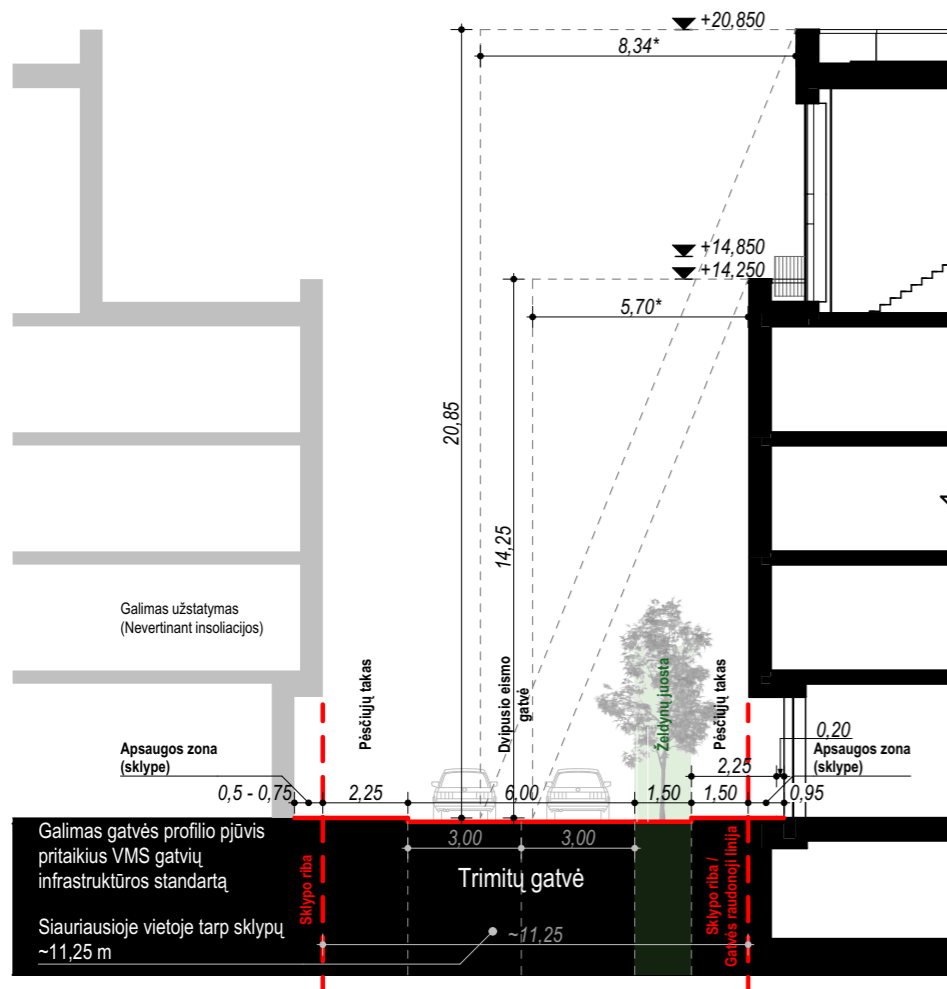 +20,850
8,34*
+14,850
+14,250
5,70*
20,85
14,25
Galimas užstatymas
(Nevertinant insoliacijos)
Pėsčiųjų takas
Dvipusio eismo
gatvė
Želdynų juosta
Pėsčiųjų takas
0,20
Apsaugos zona
(sklype)
2,25
Apsaugos zona
(sklype)
0,5 - 0,75
2,25
6,00
1,50
1,50
0,95
3,00
3,00
Galimas gatvės profilio pjūvis
pritaikius VMS gatvių
infrastruktūros standartą
Sklypo riba
Trimitų gatvė
Sklypo riba /
Gatvės raudonoji linija
Siauriausioje vietoje tarp sklypų
~11,25 m
~11,25